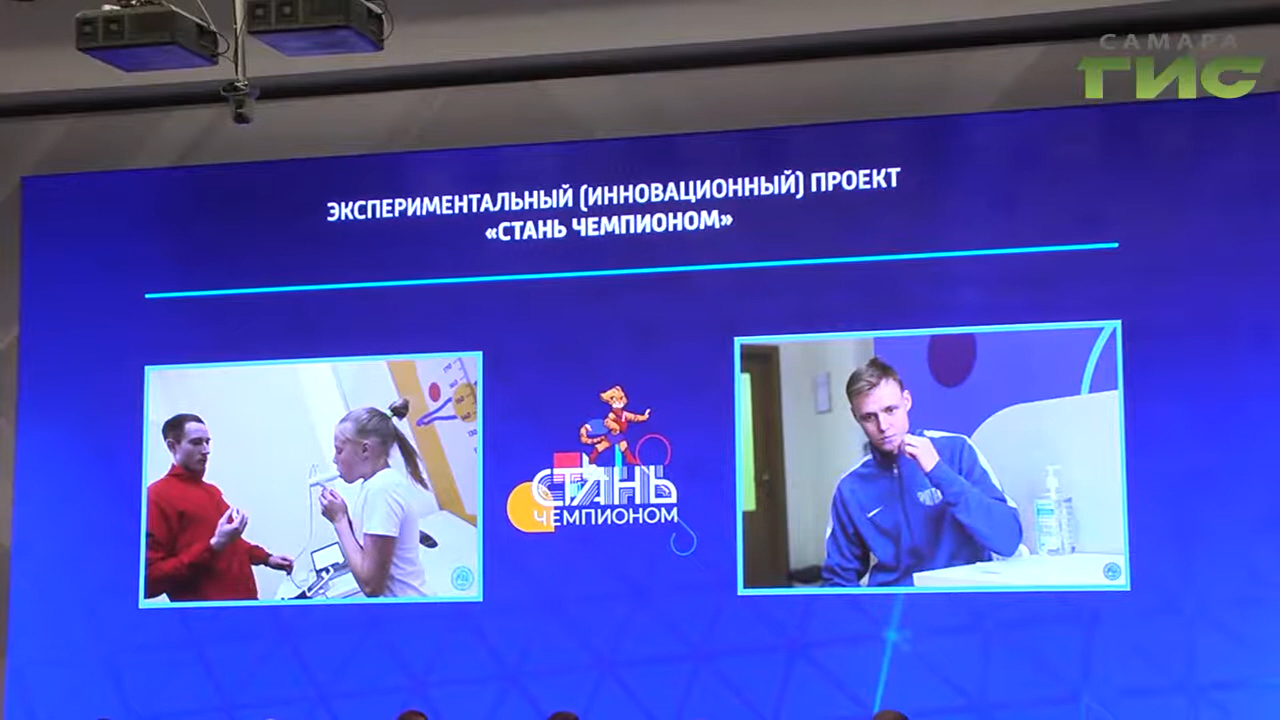 САМАРА
ГИС
ЭКСПЕРИМЕНТАЛЬНЫЙ (ИННОВАЦИОННЫЙ) ПРОЕКТ
«СТАНЬ ЧЕМПИОНОМ»
СТАНЬ
ЧЕМПИОНОМ